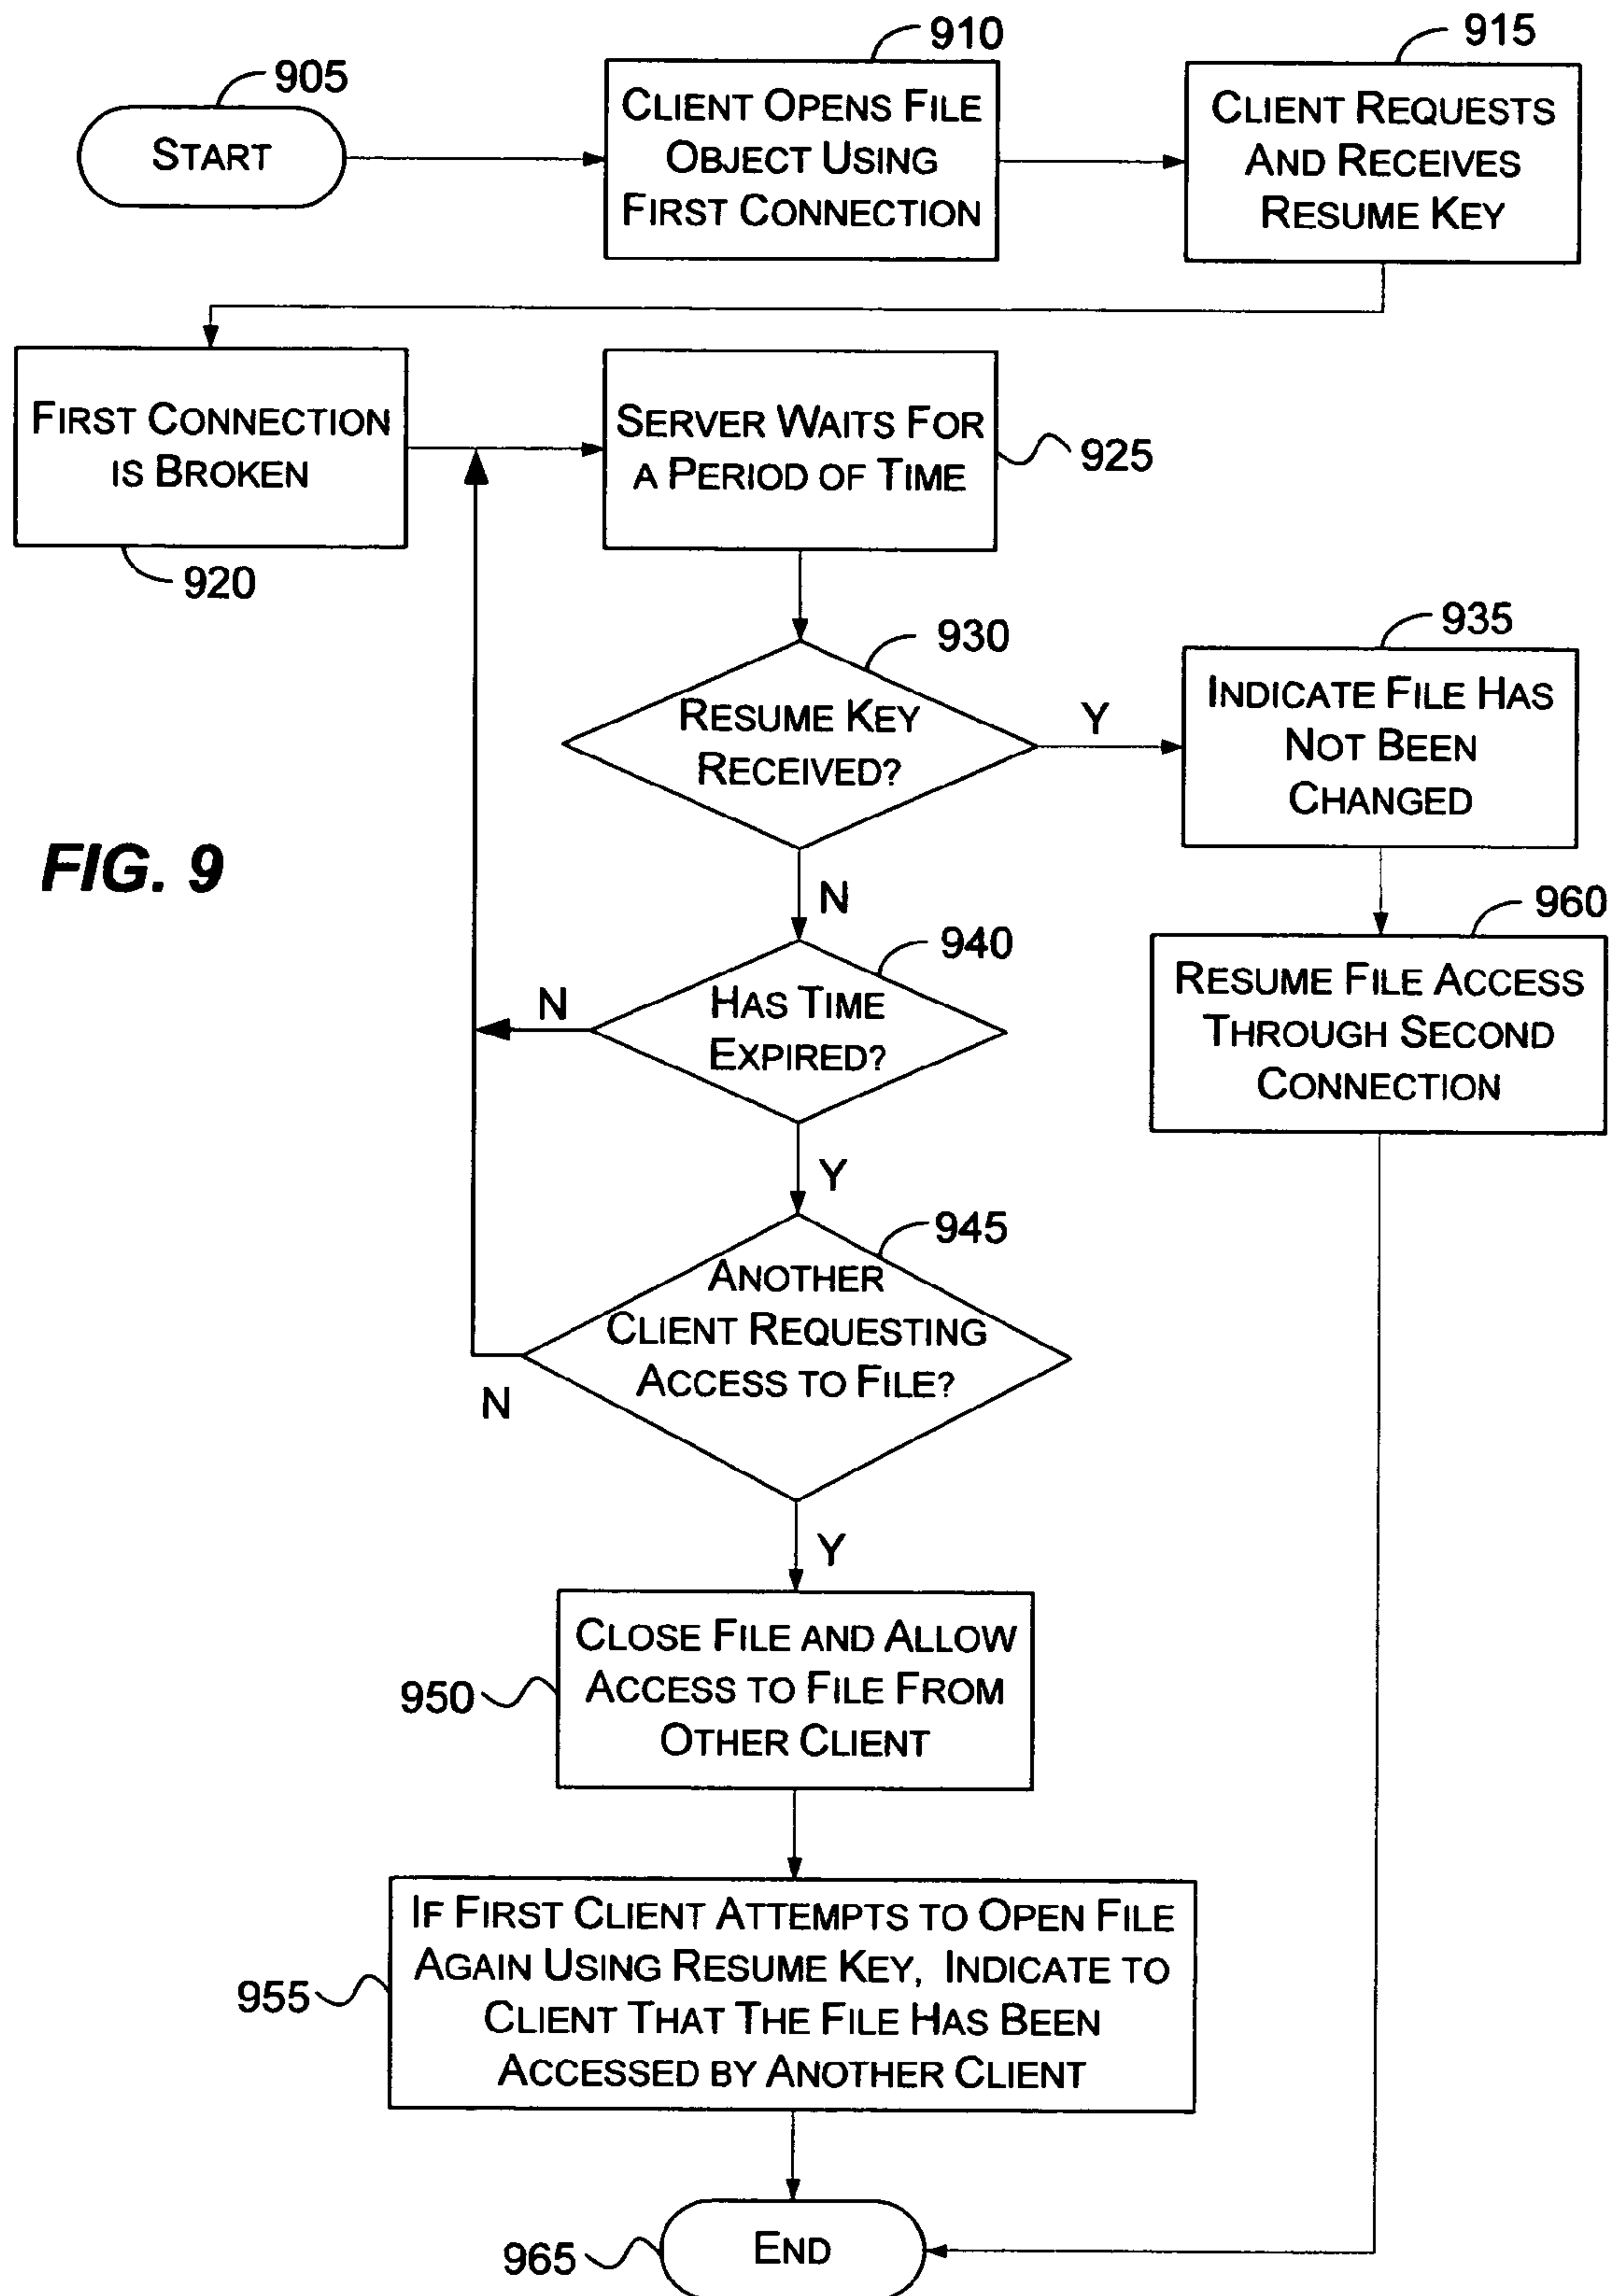 905
START
910
CLIENT OPENS FILE
OBJECT USING
FIRST CONNECTION
915
CLIENT REQUESTS
AND RECEIVES
RESUME KEY
FIRST CONNECTION
IS BROKEN
920
SERVER WAITS FOR
A PERIOD OF TIME
925
930
RESUME KEY
RECEIVED?
Y
935
INDICATE FILE HAS
NOT BEEN
CHANGED
FIG. 9
N
940
HAS TIME
EXPIRED?
N
960
RESUME FILE ACCESS
THROUGH SECOND
CONNECTION
Y
945
ANOTHER
CLIENT REQUESTING
ACCESS TO FILE?
N
Y
950
CLOSE FILE AND ALLOW
ACCESS TO FILE FROM
OTHER CLIENT
955
IF FIRST CLIENT ATTEMPTS TO OPEN FILE
AGAIN USING RESUME KEY, INDICATE TO
CLIENT THAT THE FILE HAS BEEN
ACCESSED BY ANOTHER CLIENT
965
END